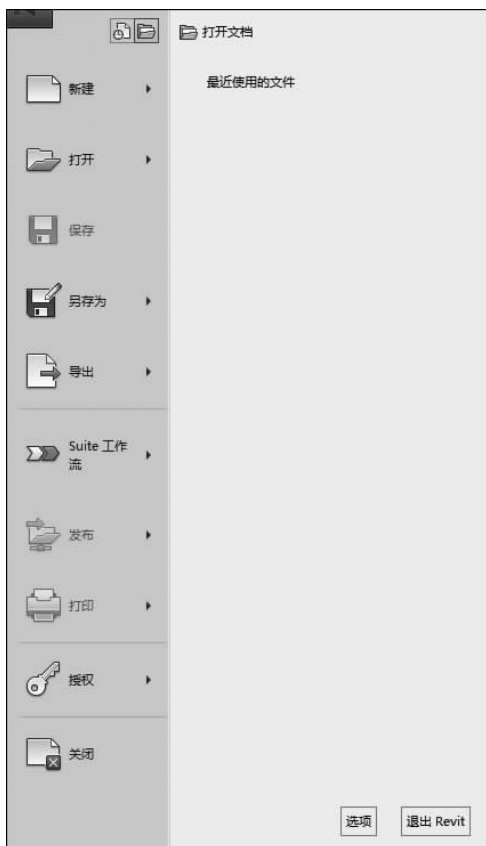 打开文档
最近使用的文件
新建
打开
保存
另存为
导出
Suite 工作
流
发布
打印
授权
关闭
选项
退出 Revit